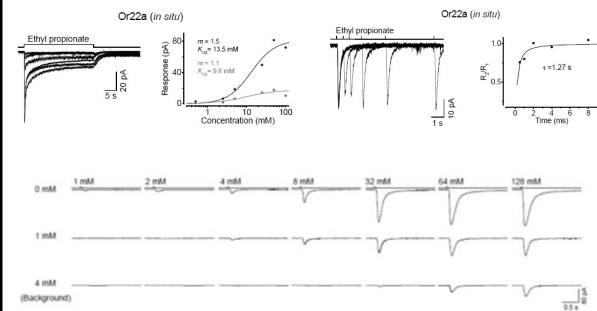 Or22a (in situ)
Ethyl propionate
5 s
20 pA
Response (pA)
80
40
0
m = 1.5
K1/2 = 13.5 mM
m = 1.1
K1/2 = 9.6 mM
1
10
100
Concentration (mM)
Or22a (in situ)
Ethyl propionate
1 s
10 pA
R2/R1
1.0
0.5
τ =1.27 s
0
2
4
6
8
Time (ms)
1 mM
2 mM
4 mM
8 mM
32 mM
64 mM
128 mM
0 mM
1 mM
4 mM
(Background)
0.5 s